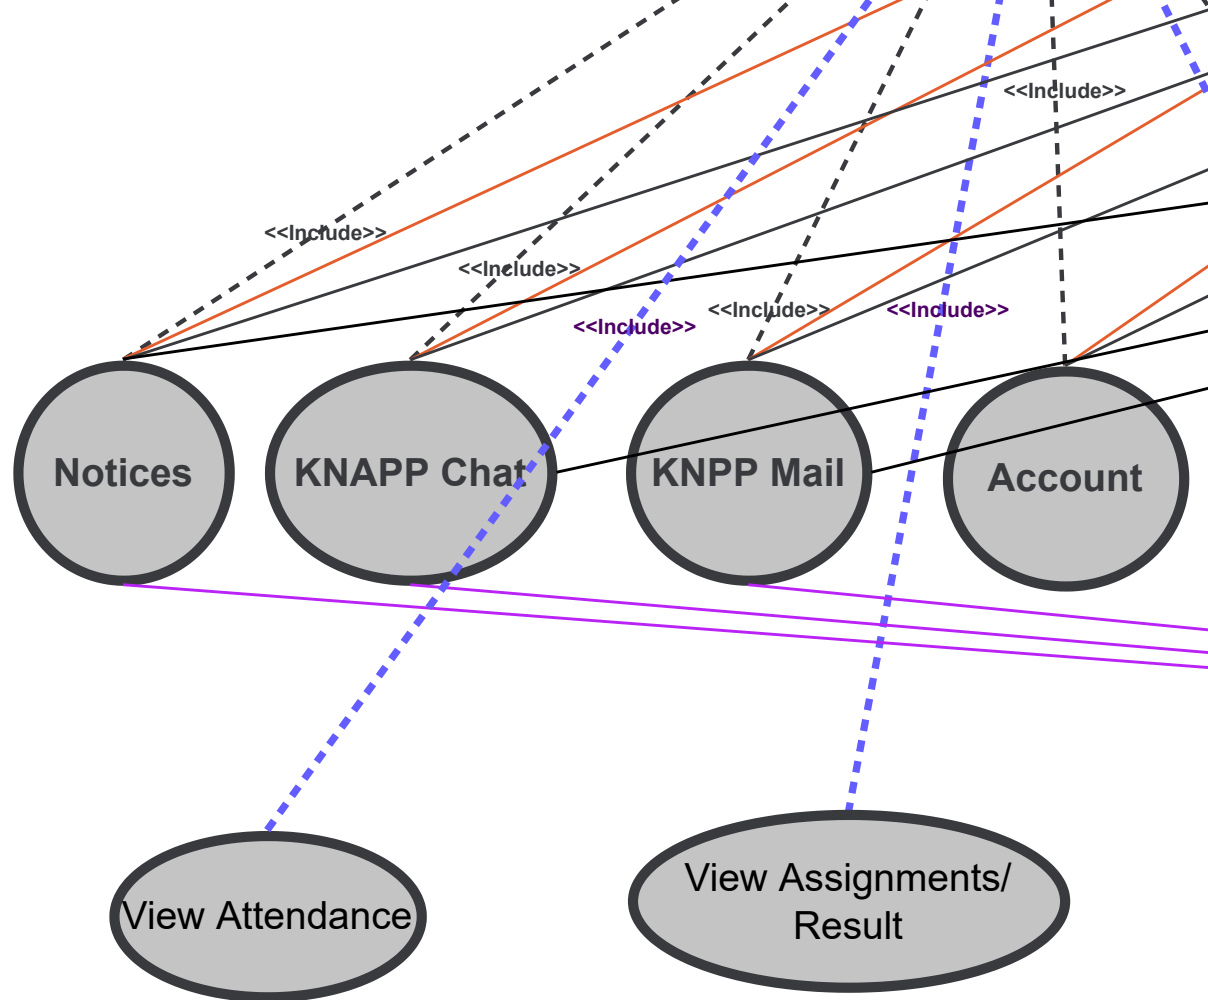 <<Include>>
<<Include>>
<<Include>>
<<Include>>
<<Include>>
<<Include>>
Notices
KNAPP Chat
KNPP Mail
Account
View Attendance
View Assignments/
Result